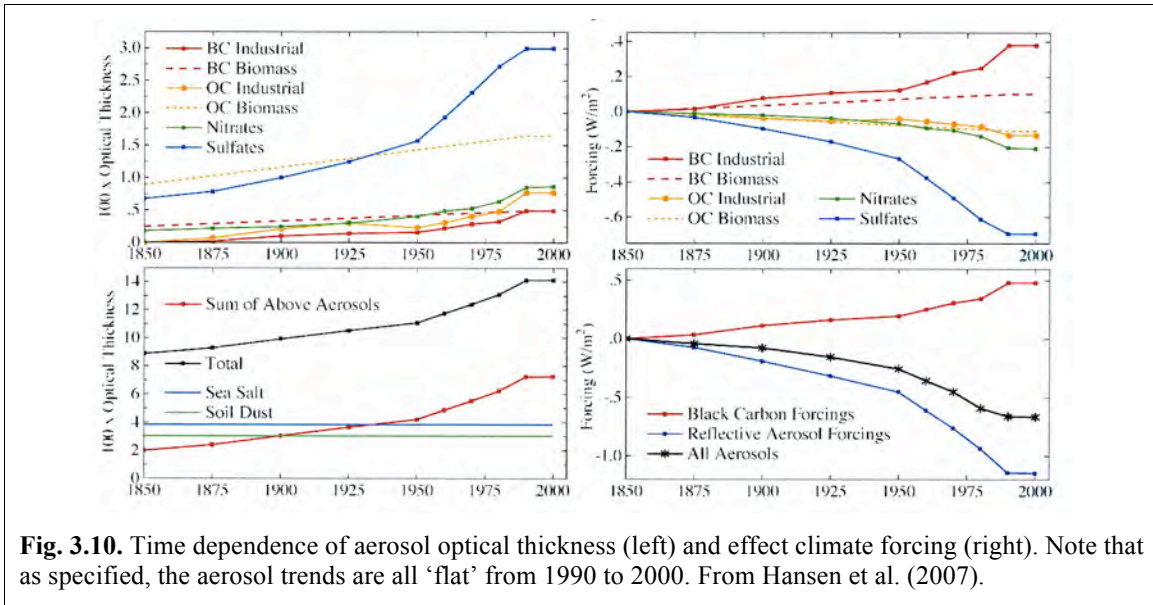 3.0
2.5
2.0
1.5
1.0
.5
.0
100 x Optical Thickness
BC Industrial
BC Biomass
OC Industrial
OC Biomass
Nitrates
Sulfates
1850 1875 1900 1925 1950 1975 2000
.4
.2
.0
.2
.4
.6
Forcing (W/m²)
BC Industrial
BC Biomass
OC Industrial
OC Biomass
Nitrates
Sulfates
1850 1875 1900 1925 1950 1975 2000
14
12
10
8
6
4
2
0
100 x Optical Thickness
Sum of Above Aerosols
Total
Sea Salt
Soil Dust
1850 1875 1900 1925 1950 1975 2000
.5
.0
-.5
-1.0
Forcing (W/m²)
Black Carbon Forcings
Reflective Aerosol Forcings
All Aerosols
1850 1875 1900 1925 1950 1975 2000
Fig. 3.10. Time dependence of aerosol optical thickness (left) and effect climate forcing (right). Note that
as specified, the aerosol trends are all ‘flat’ from 1990 to 2000. From Hansen et al. (2007).